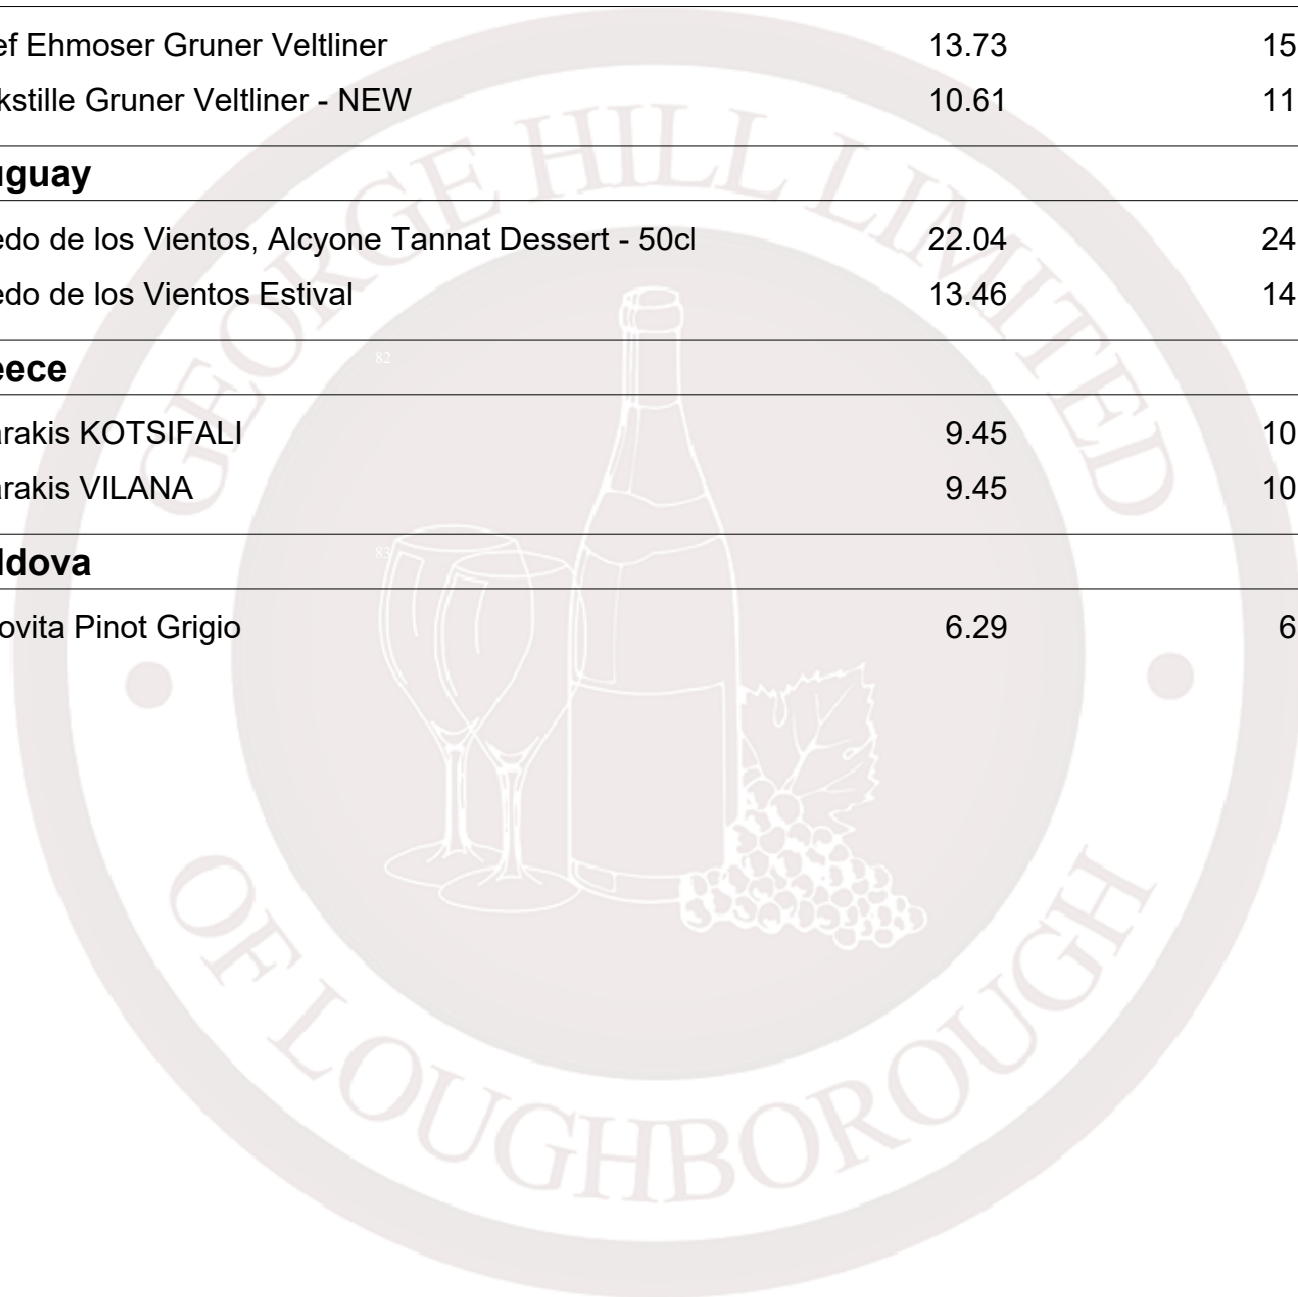 ef Ehmoser Gruner Veltliner 13.73 15
kstille Gruner Veltliner - NEW 10.61 11
guay
edo de los Vientos, Alcyone Tannat Dessert - 50cl 22.04 24
edo de los Vientos Estival 13.46 14
82
eece
arakis KOTSIFALI 9.45 10
arakis VILANA 9.45 10
83
ldova
ovita Pinot Grigio 6.29 6
GEORGE HILL LIMITED
OF LOUGHBOROUGH